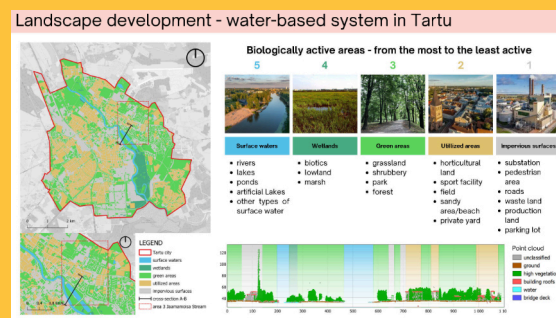 Landscape development - water-based system in Tartu
Biologically active areas - from the most to the least active
5 4 3 2 1
Surface waters
Wetlands
Green areas
Utilized areas
Impervious surfaces
• rivers
• lakes
• ponds
• artificial Lakes
• other types of
surface water
• biotics
• lowland
• marsh
• grassland
• shrubbery
• park
• forest
• horticultural
land
• sport facility
• field
• sandy
area/beach
• private yard
• substation
• pedestrian
area
• roads
• waste land
• production
land
• parking lot
LEGEND
Tartu city
surface waters
wetlands
green areas
utilized areas
impervious surfaces
cross-section A-B
Point cloud
unclassified
ground
high vegetation
building roofs
water
bridge deck